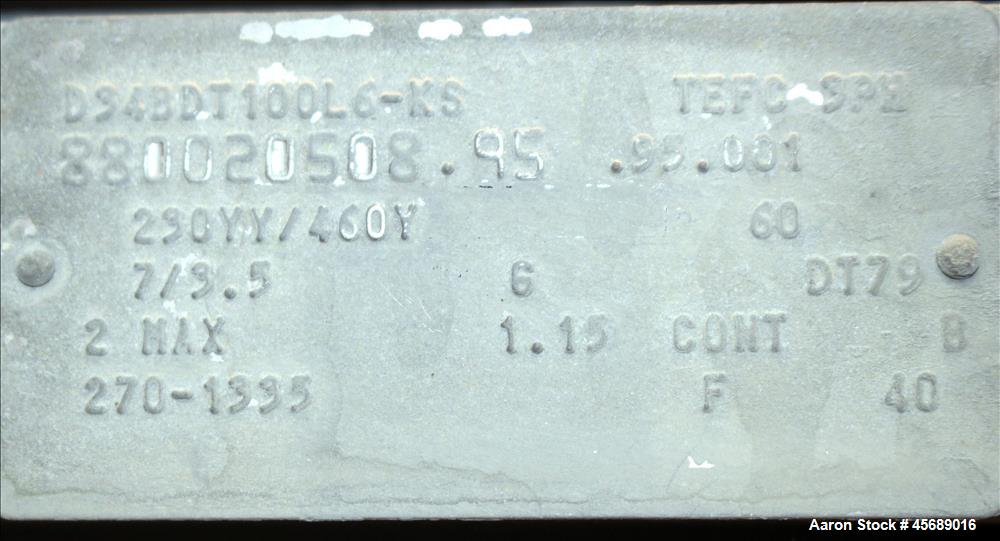 D94BDT100L6-KS TEFC-SPH
880020508.95 .95.001
230YY/460Y 60
7/3.5 6 DT79
2 MAX 1.15 CONT B
270-1335 F 40
Aaron Stock # 45689016